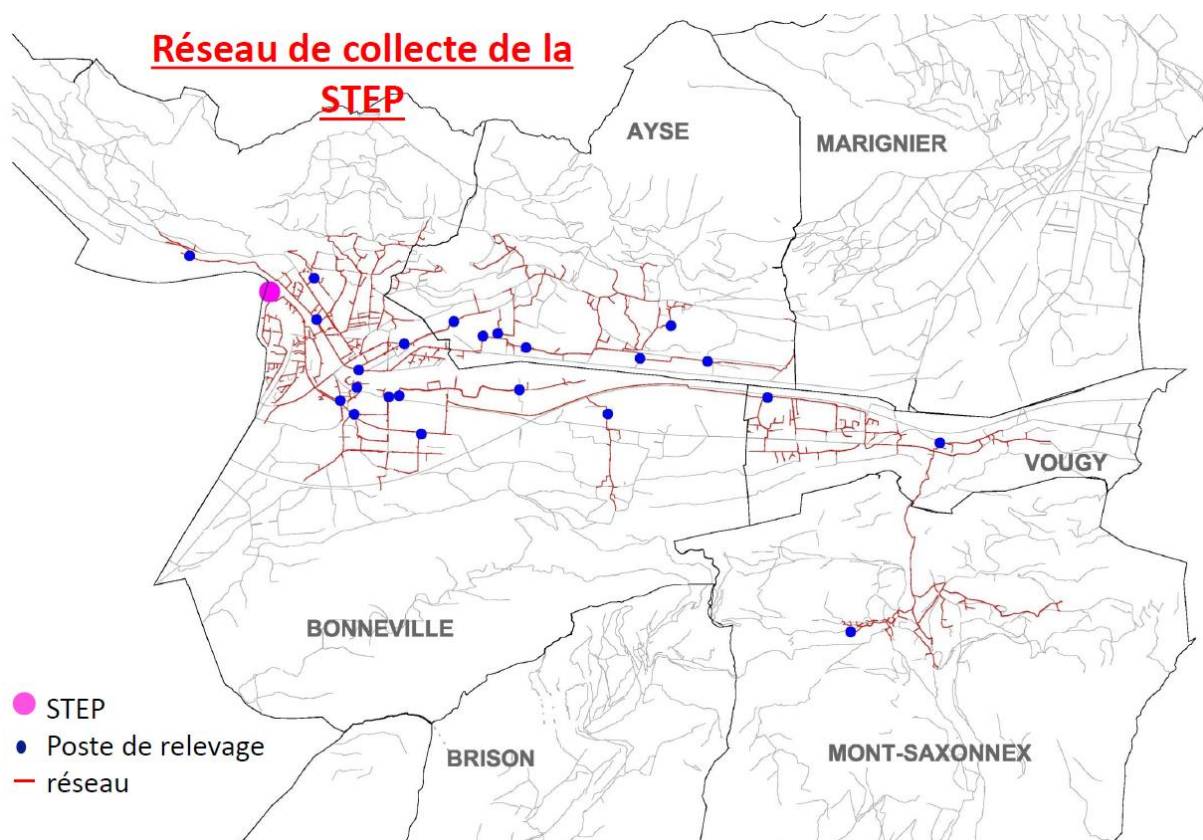 Réseau de collecte de la
STEP
AYSE
MARIGNIER
VOUGY
BONNEVILLE
BRISON
MONT-SAXONNEX
STEP
Poste de relevage
réseau